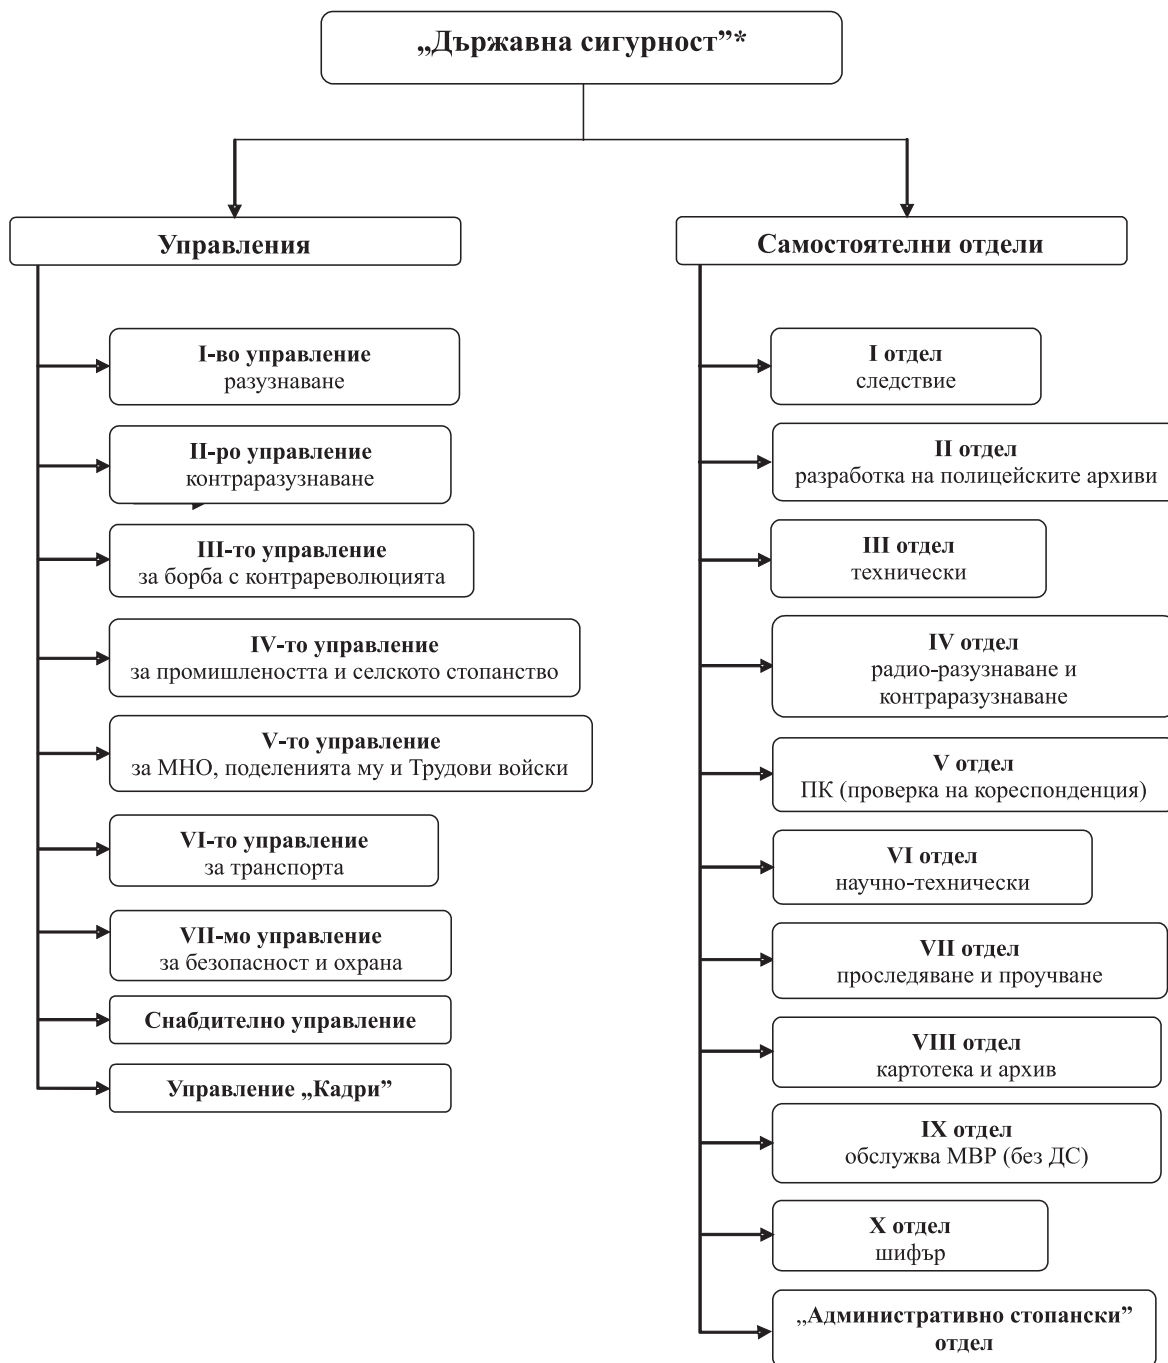 „Държавна сигурност”*
Управления
I-во управление
разузнаване
II-ро управление
контраразузнаване
III-то управление
за борба с контрареволюцията
IV-то управление
за промишлеността и селското стопанство
V-то управление
за МНО, поделенията му и Трудови войски
VI-то управление
за транспорта
VII-мо управление
за безопасност и охрана
Снабдително управление
Управление „Кадри”
Самостоятелни отдели
I отдел
следствие
II отдел
разработка на полицейските архиви
III отдел
технически
IV отдел
радио-разузнаване и
контраразузнаване
V отдел
ПК (проверка на кореспонденция)
VI отдел
научно-технически
VII отдел
проследяване и проучване
VIII отдел
картотека и архив
IX отдел
обслужва МВР (без ДС)
X отдел
шифър
„Административно стопански”
отдел